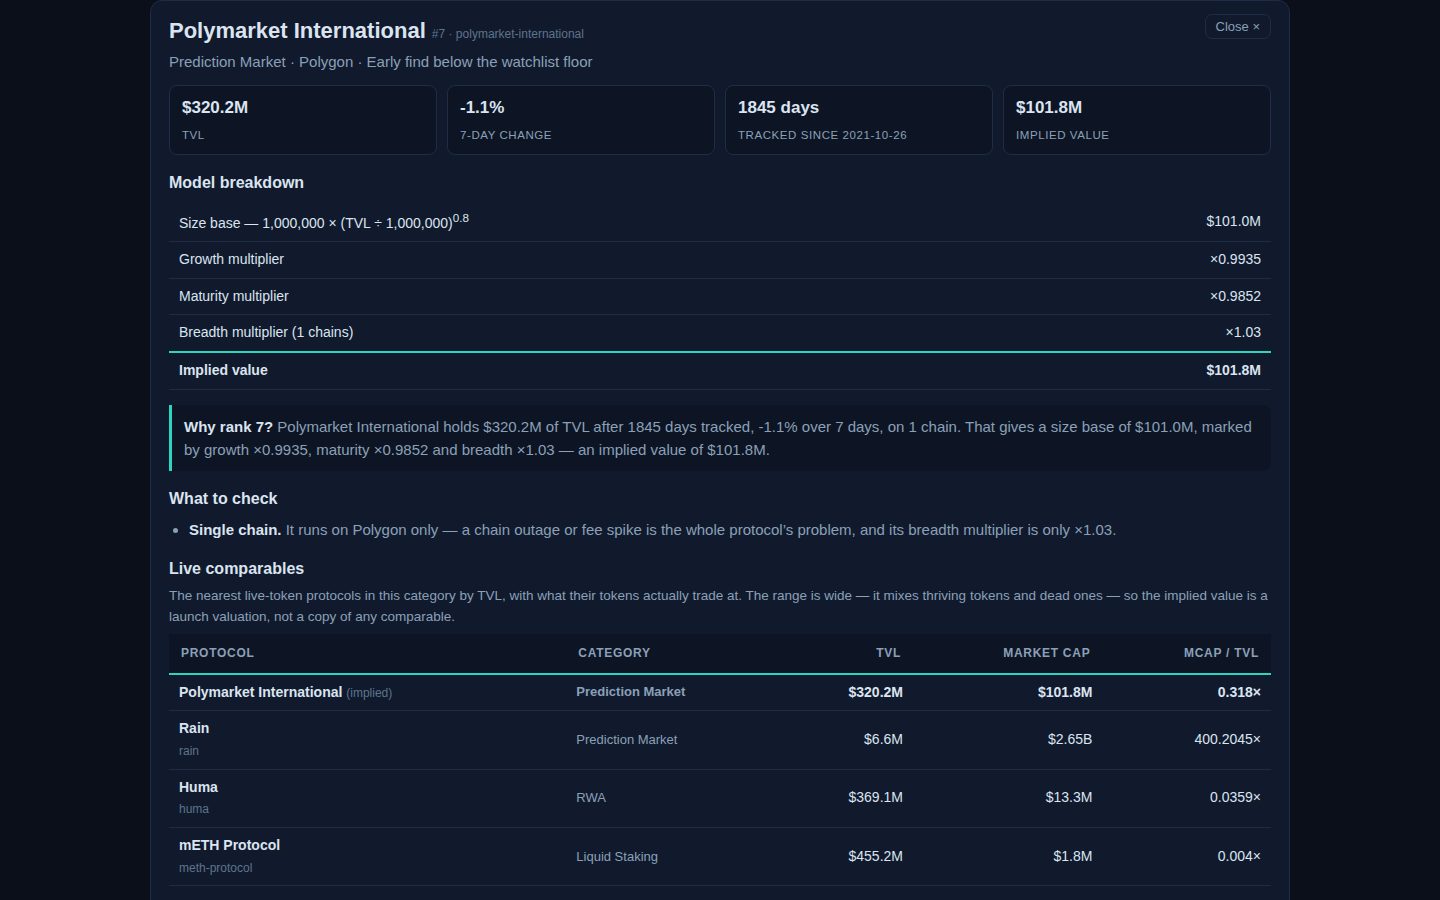 Polymarket International #7 · polymarket-international
Close ×
Prediction Market · Polygon · Early find below the watchlist floor
$320.2M
TVL
-1.1%
7-DAY CHANGE
1845 days
TRACKED SINCE 2021-10-26
$101.8M
IMPLIED VALUE
Model breakdown
Size base — 1,000,000 × (TVL ÷ 1,000,000)^0.8 $101.0M
Growth multiplier ×0.9935
Maturity multiplier ×0.9852
Breadth multiplier (1 chains) ×1.03
Implied value $101.8M
Why rank 7? Polymarket International holds $320.2M of TVL after 1845 days tracked, -1.1% over 7 days, on 1 chain. That gives a size base of $101.0M, marked
by growth ×0.9935, maturity ×0.9852 and breadth ×1.03 — an implied value of $101.8M.
What to check
• Single chain. It runs on Polygon only — a chain outage or fee spike is the whole protocol’s problem, and its breadth multiplier is only ×1.03.
Live comparables
The nearest live-token protocols in this category by TVL, with what their tokens actually trade at. The range is wide — it mixes thriving tokens and dead ones — so the implied value is a
launch valuation, not a copy of any comparable.
PROTOCOL CATEGORY TVL MARKET CAP MCAP / TVL
Polymarket International (implied) Prediction Market $320.2M $101.8M 0.318×
Rain
rain
Prediction Market $6.6M $2.65B 400.2045×
Huma
huma
RWA $369.1M $13.3M 0.0359×
mETH Protocol
meth-protocol
Liquid Staking $455.2M $1.8M 0.004×